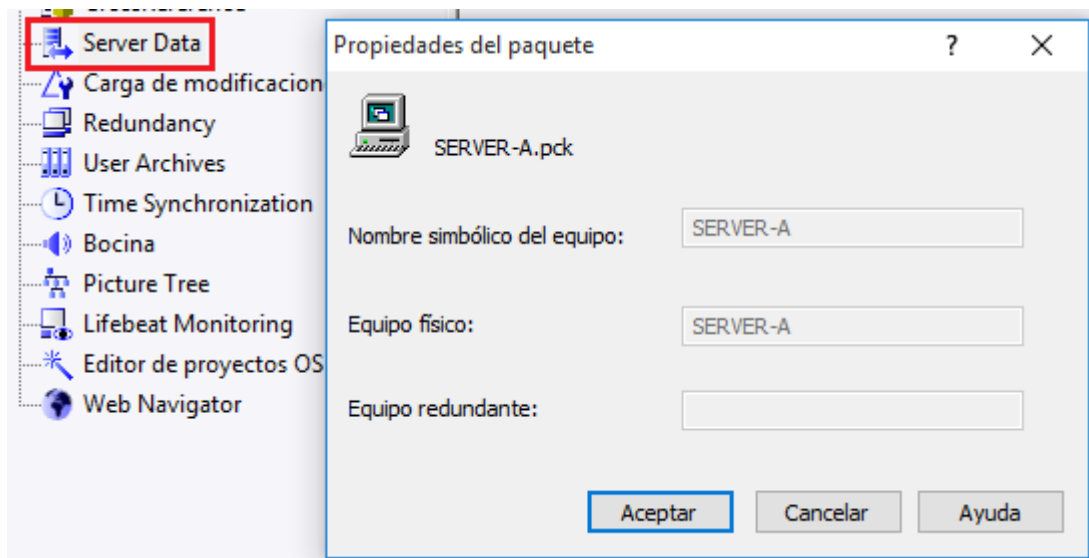 Server Data
Carga de modificacion
Redundancy
User Archives
Time Synchronization
Bocina
Picture Tree
Lifebeat Monitoring
Editor de proyectos OS
Web Navigator
Propiedades del paquete
?
SERVER-A.pck
Nombre simbólico del equipo:
SERVER-A
Equipo físico:
SERVER-A
Equipo redundante:
Aceptar
Cancelar
Ayuda